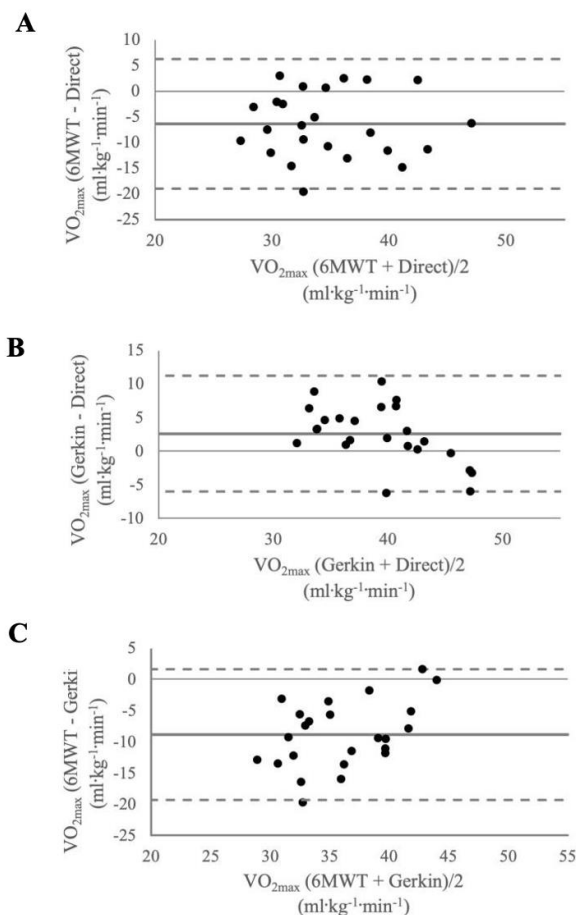 A
10
5
0
-5
-10
-15
-20
-25
20 30 40 50
VO2max (6MWT - Direct)
(ml·kg-1·min-1)
VO2max (6MWT + Direct)/2
(ml·kg-1·min-1)
B
15
10
5
0
-5
-10
20 30 40 50
VO2max (Gerkin - Direct)
(ml·kg-1·min-1)
VO2max (Gerkin + Direct)/2
(ml·kg-1·min-1)
C
5
0
-5
-10
-15
-20
-25
20 25 30 35 40 45 50 55
VO2max (6MWT - Gerki
(ml·kg-1·min-1)
VO2max (6MWT + Gerkin)/2
(ml·kg-1·min-1)